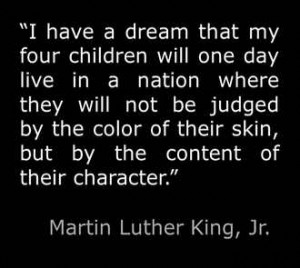 “I have a dream that my
four children will one day
live in a nation where
they will not be judged
by the color of their skin,
but by the content of
their character.”
Martin Luther King, Jr.